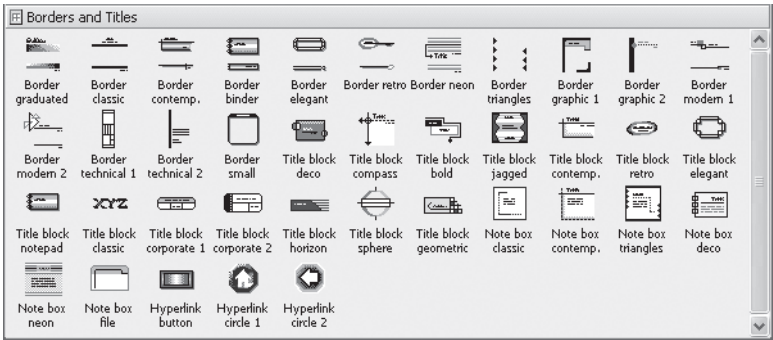 Borders and Titles
Border graduated
Border classic
Border contemp.
Border binder
Border elegant
Border retro
Border neon
Border triangles
Border graphic 1
Border graphic 2
Border modern 1
Border modern 2
Border technical 1
Border technical 2
Border small
Title block deco
Title block compass
Title block bold
Title block jagged
Title block contemp.
Title block retro
Title block elegant
Title block notepad
XYZ
Title block classic
Title block corporate 1
Title block corporate 2
Title block horizon
Title block sphere
Title block geometric
Note box classic
Note box contemp.
Note box triangles
Note box deco
Note box neon
Note box file
Hyperlink button
Hyperlink circle 1
Hyperlink circle 2